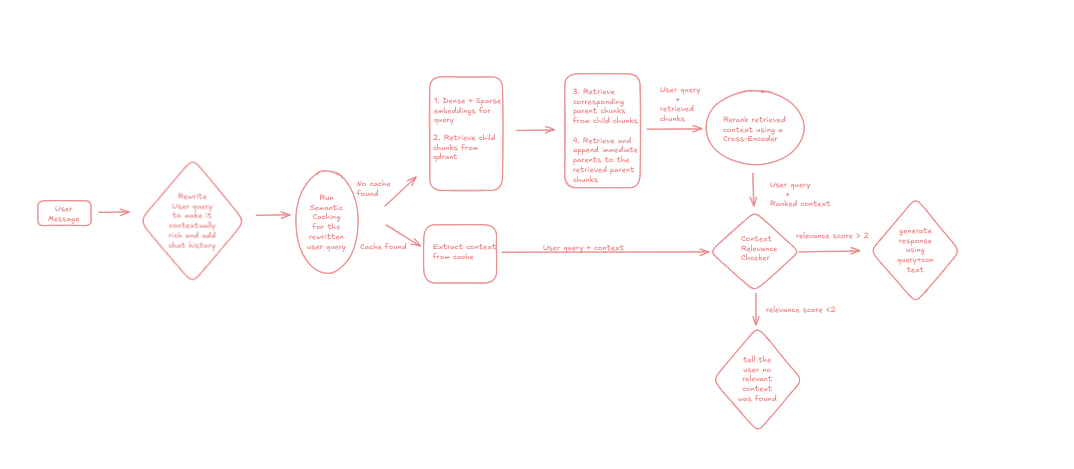 User
Message
Rewrite
User query
to make it
contextually
rich and add
chat history
Run
Semantic
Caching
for the
rewritten
user query
No cache
found
Cache found
1. Dense + Sparse
embeddings for
query
2. Retrieve child
chunks from
qdrant
Extract context
from cache
3. Retrieve
corresponding
parent chunks
from child chunks
4. Retrieve and
append immediate
parents to the
retrieved parent
chunks
User query
+
retrieved
chunks
Rerank retrieved
context using a
Cross-Encoder
User query
+
Ranked context
User query + context
Context
Relevance
Chceker
relevance score > 2
generate
response
using
query+con
text
relevance score <2
tell the
user no
relevant
context
was found